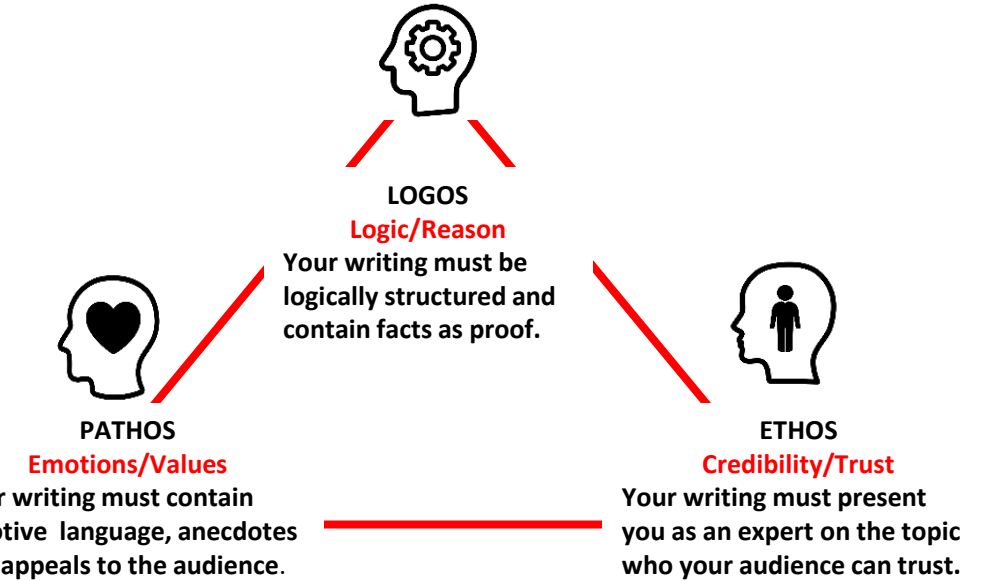 LOGOS
Logic/Reason
Your writing must be
logically structured and
contain facts as proof.
PATHOS
Emotions/Values
writing must contain
language, anecdotes
appeals to the audience.
ETHOS
Credibility/Trust
Your writing must present
you as an expert on the topic
who your audience can trust.